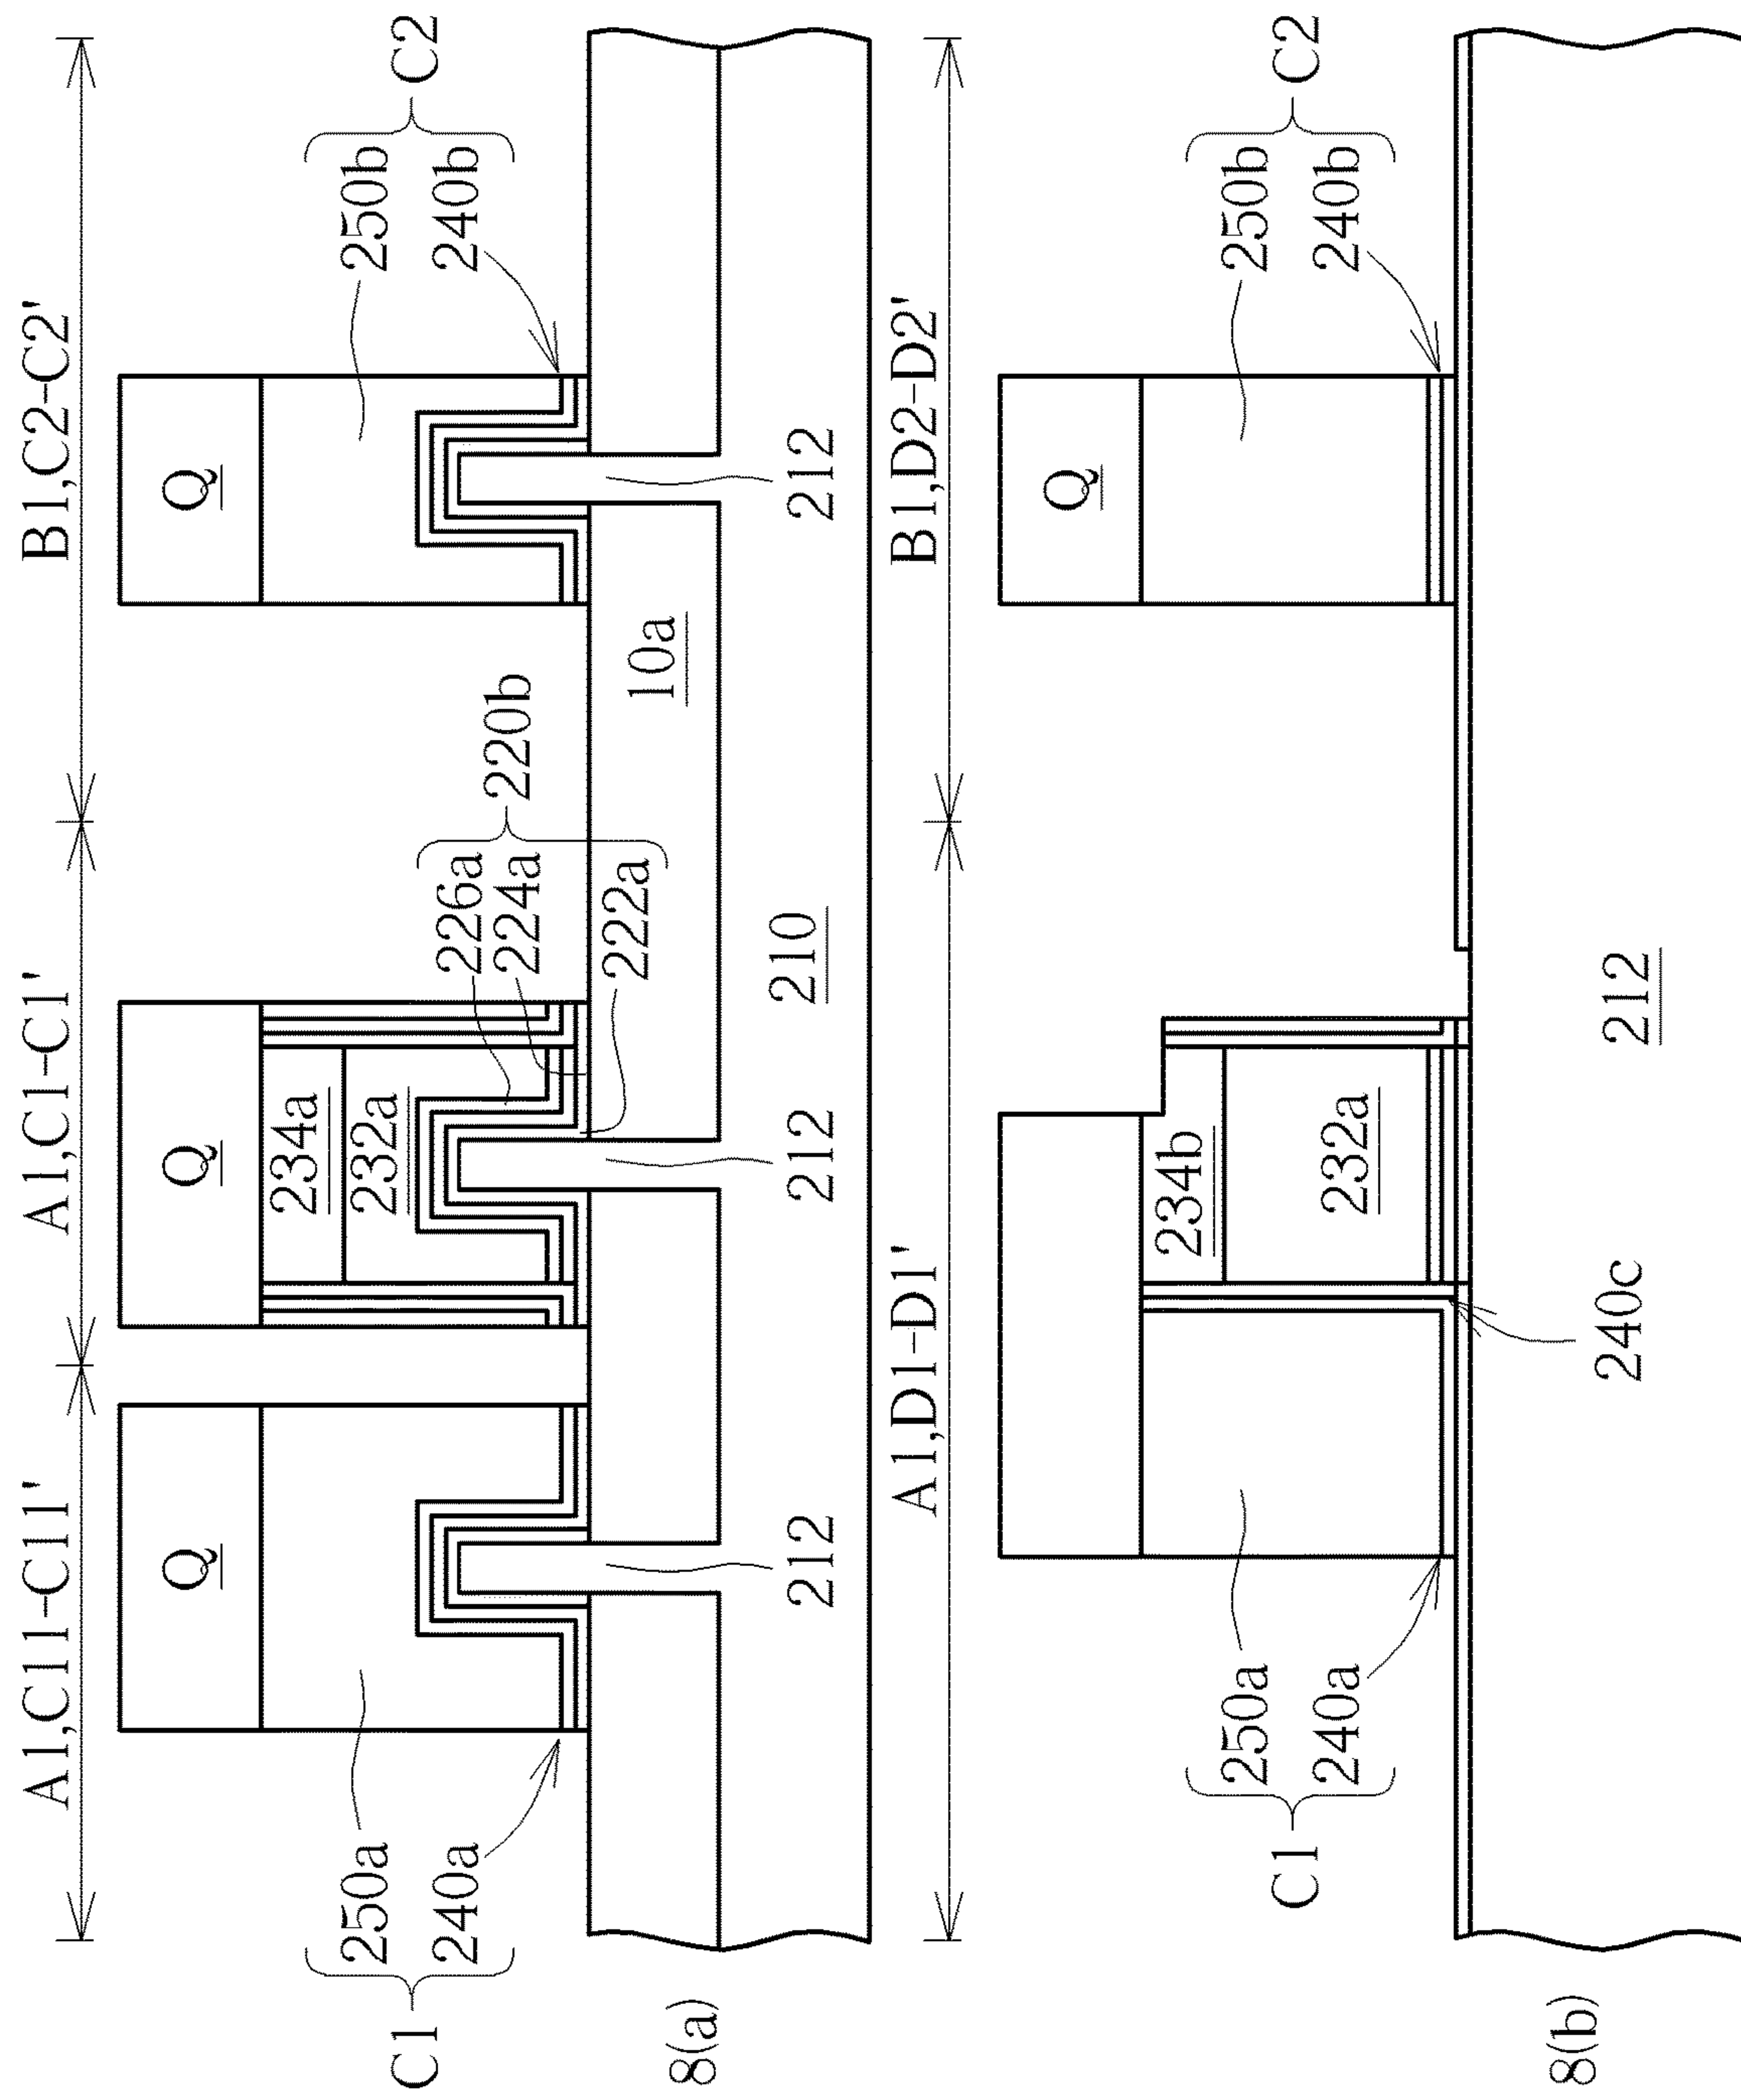 A1,C11-C11'
A1,C1-C1'
B1,C2-C2'
Q
Q
Q
234a
232a
C1
250a
240a
226a
224a
222a
220b
250b
240b
C2
10a
212
212
212
210
8(a)
A1,D1-D1'
B1,D2-D2'
Q
C1
250a
240a
234b
232a
250b
240b
C2
240c
212
8(b)